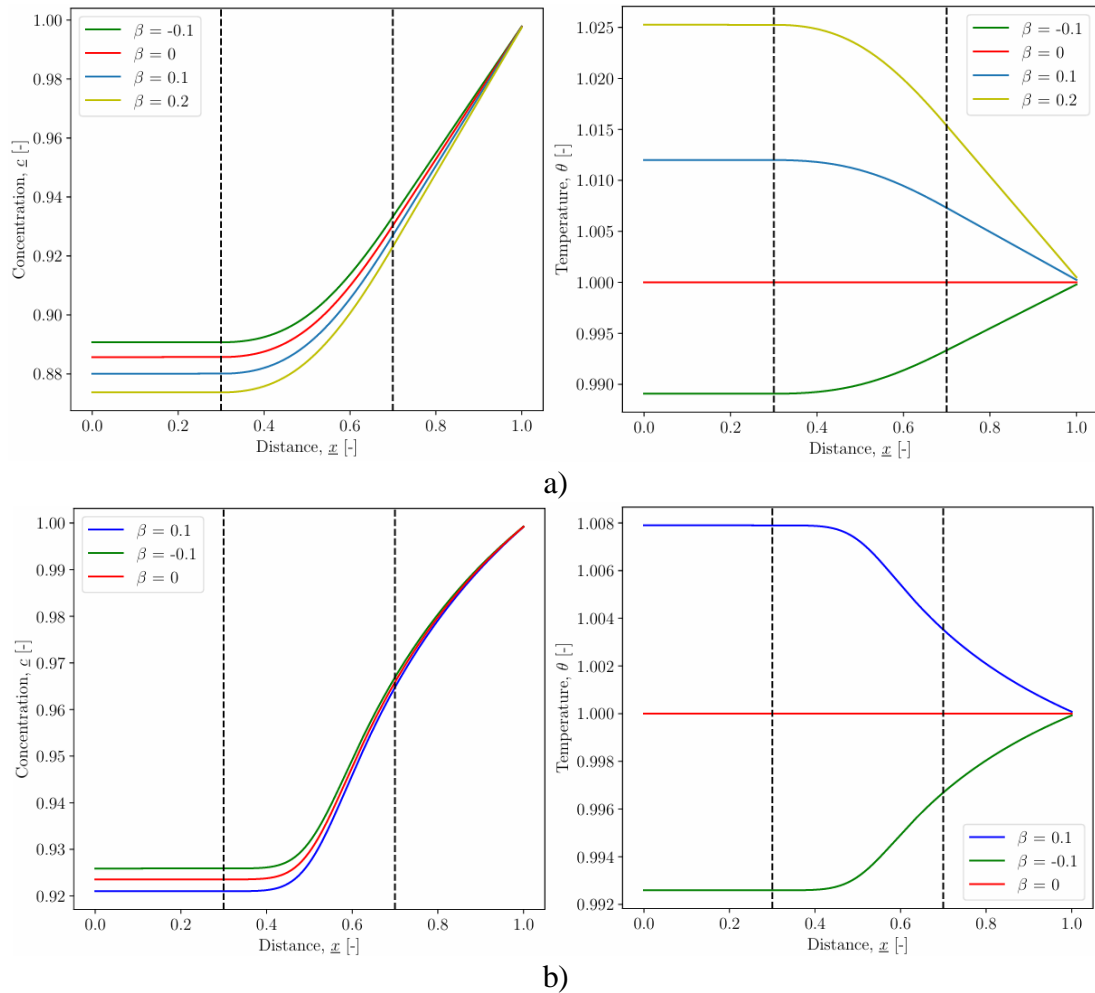 1.00
0.98
0.96
0.94
0.92
0.90
0.88
Concentration, c [-]
β = -0.1
β = 0
β = 0.1
β = 0.2
0.0 0.2 0.4 0.6 0.8 1.0
Distance, x [-]
1.025
1.020
1.015
1.010
1.005
1.000
0.995
0.990
Temperature, θ [-]
β = -0.1
β = 0
β = 0.1
β = 0.2
0.0 0.2 0.4 0.6 0.8 1.0
Distance, x [-]
a)
1.00
0.99
0.98
0.97
0.96
0.95
0.94
0.93
0.92
Concentration, c [-]
β = 0.1
β = -0.1
β = 0
0.0 0.2 0.4 0.6 0.8 1.0
Distance, x [-]
1.008
1.006
1.004
1.002
1.000
0.998
0.996
0.994
0.992
Temperature, θ [-]
β = 0.1
β = -0.1
β = 0
0.0 0.2 0.4 0.6 0.8 1.0
Distance, x [-]
b)